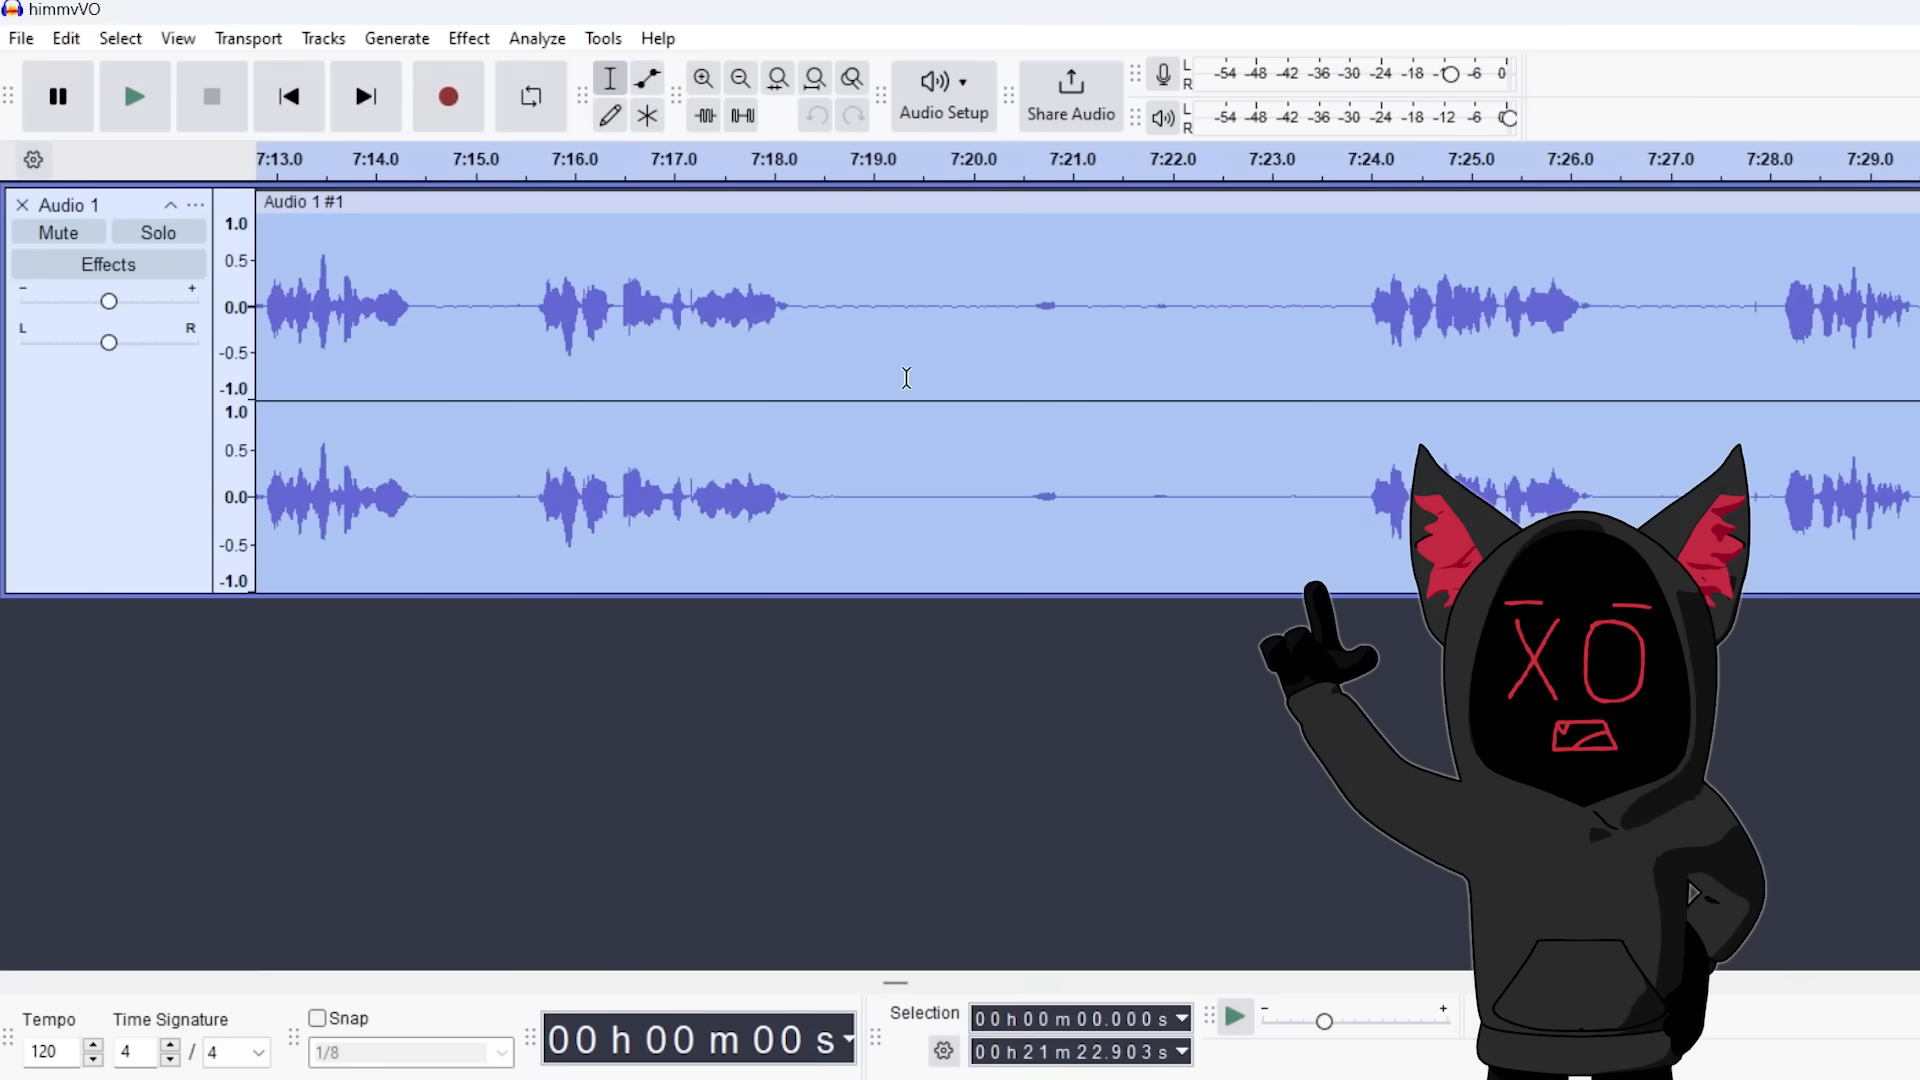 himmvVO
File Edit Select View Transport Tracks Generate Effect Analyze Tools Help
Audio Setup
Share Audio
L
R
-54 -48 -42 -36 -30 -24 -18 -6 0
L
R
-54 -48 -42 -36 -30 -24 -18 -12 -6
7:13.0 7:14.0 7:15.0 7:16.0 7:17.0 7:18.0 7:19.0 7:20.0 7:21.0 7:22.0 7:23.0 7:24.0 7:25.0 7:26.0 7:27.0 7:28.0 7:29.0
Audio 1
Audio 1 #1
Mute Solo
Effects
- +
L R
1.0
0.5
0.0
-0.5
-1.0
1.0
0.5
0.0
-0.5
-1.0
XO
Tempo
120
Time Signature
4 / 4
Snap
1/8
00 h 00 m 00 s
Selection
00 h 00 m 00.000 s
00 h 21 m 22.903 s
- +